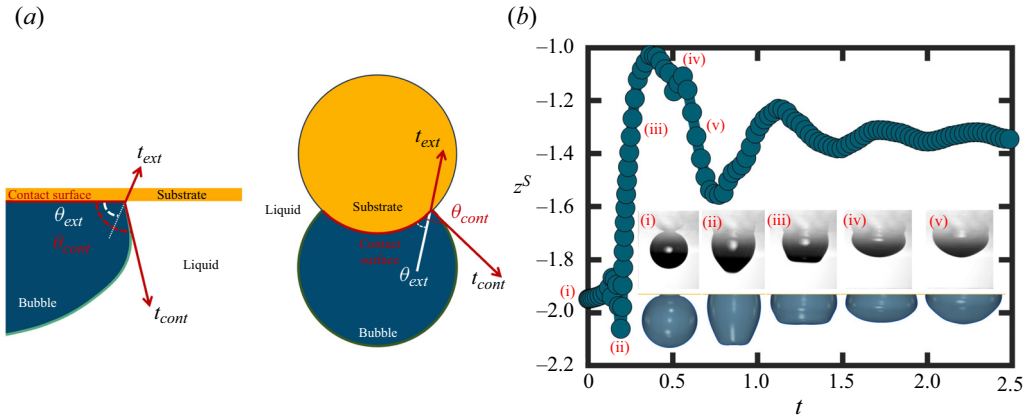 (a)
t_ext
Contact surface
Substrate
θ_ext
θ_cont
Liquid
Bubble
t_cont
t_ext
Liquid
Substrate
θ_cont
Contact
surface
θ_ext
t_cont
Bubble
(b)
–1.0
–1.2
–1.4
–1.6
–1.8
–2.0
–2.2
z^S
0
0.5
1.0
1.5
2.0
2.5
t
(i)
(ii)
(iii)
(iv)
(v)
(i)
(ii)
(iii)
(iv)
(v)